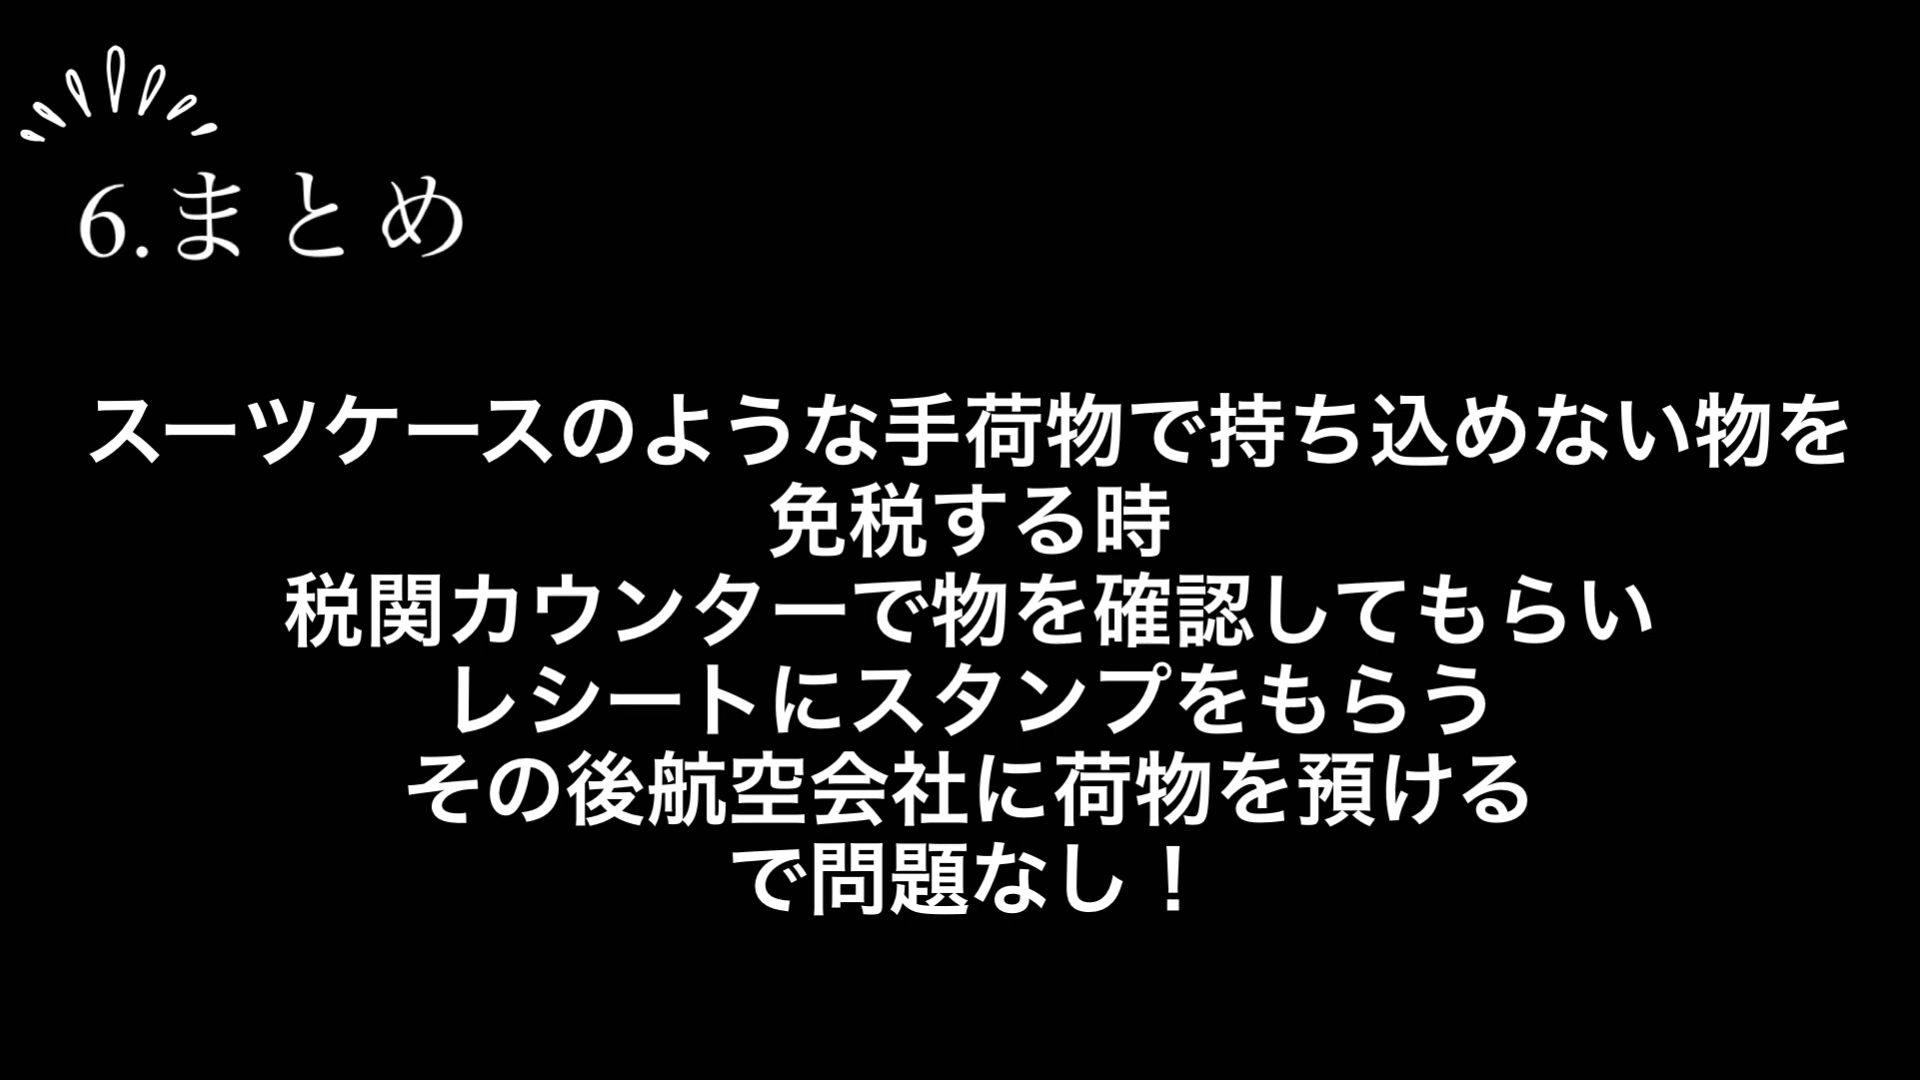 6.まとめ
スーツケースのような手荷物で持ち込めない物を
免税する時
税関カウンターで物を確認してもらい
レシートにスタンプをもらう
その後航空会社に荷物を預ける
で問題なし！